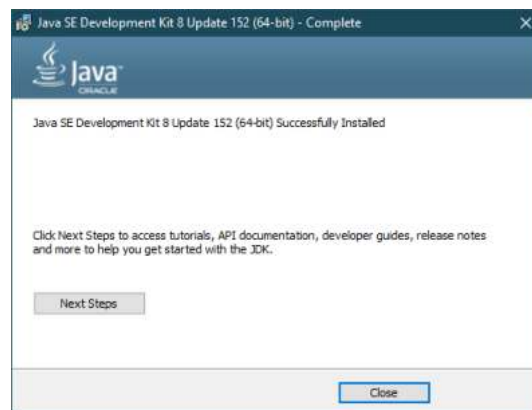 Java SE Development Kit 8 Update 152 (64-bit) - Complete
Java
ORACLE
Java SE Development Kit 8 Update 152 (64-bit) Successfully Installed
Click Next Steps to access tutorials, API documentation, developer guides, release notes
and more to help you get started with the JDK.
Next Steps
Close